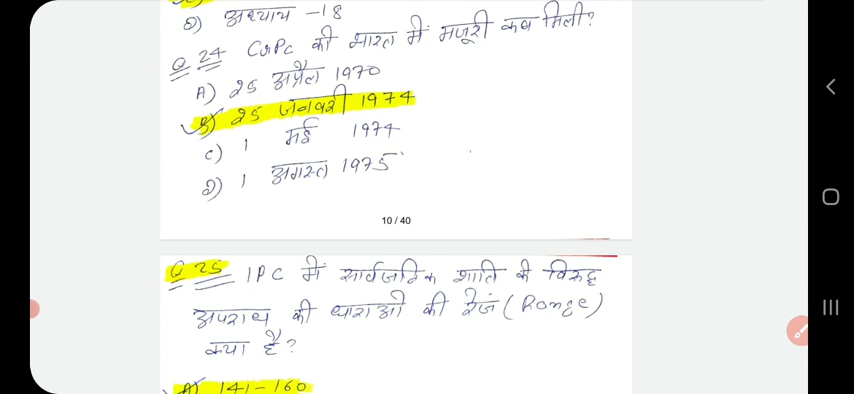 D) अध्याय - 18
Q 24 CrPC को भारत में मंजूरी कब मिली?
A) 25 अप्रैल 1970
B) 25 जनवरी 1974
C) 1 मई 1974
D) 1 अगस्त 1975
10 / 40
Q 25 IPC में सार्वजनिक शांति के विरुद्ध
अपराध की धाराओ की रेंज (Range)
क्या है?
A) 141 - 160